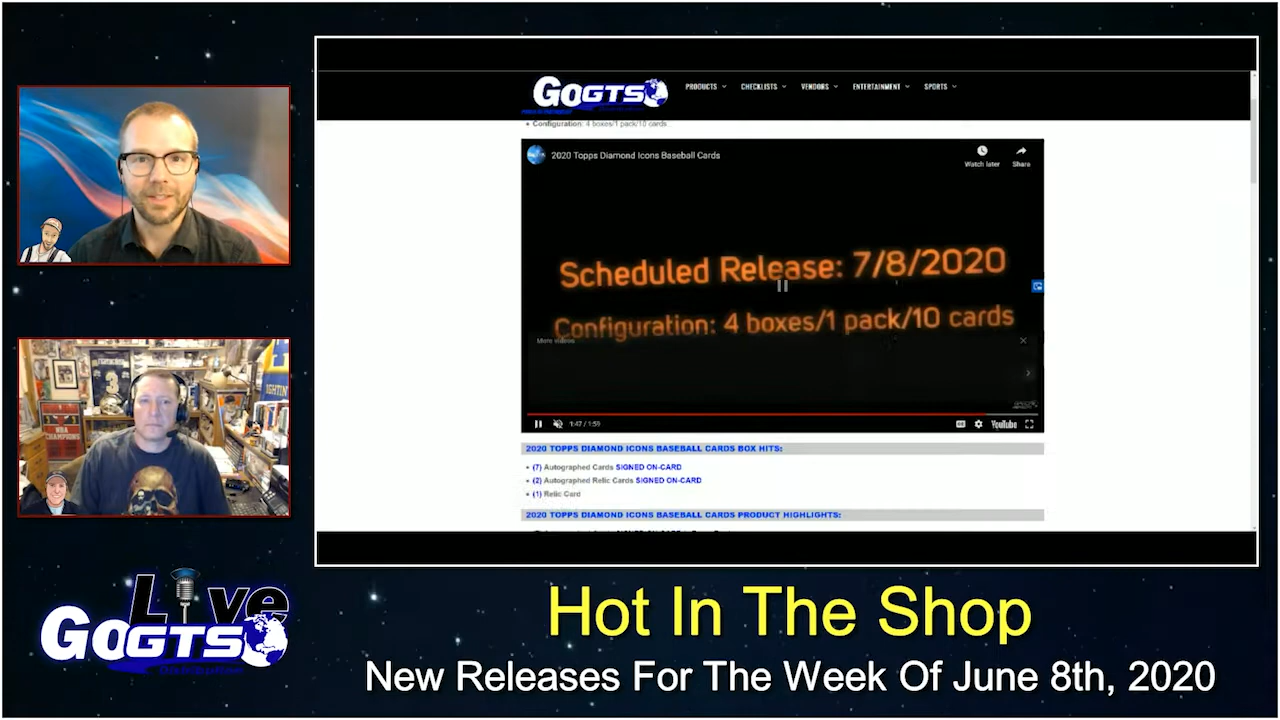 GOGTS
PRODUCTS
CHECKLISTS
VENDORS
ENTERTAINMENT
SPORTS
• Configuration: 4 boxes/1 pack/10 cards
2020 Topps Diamond Icons Baseball Cards
Watch later
Share
Scheduled Release: 7/8/2020
Configuration: 4 boxes/1 pack/10 cards
More videos
1:47 / 1:59
YouTube
2020 TOPPS DIAMOND ICONS BASEBALL CARDS BOX HITS:
• (7) Autographed Cards SIGNED ON-CARD
• (2) Autographed Relic Cards SIGNED ON-CARD
• (1) Relic Card
2020 TOPPS DIAMOND ICONS BASEBALL CARDS PRODUCT HIGHLIGHTS:
3
NBA
CHAMPIONS
Live
GOGTS
Hot In The Shop
New Releases For The Week Of June 8th, 2020